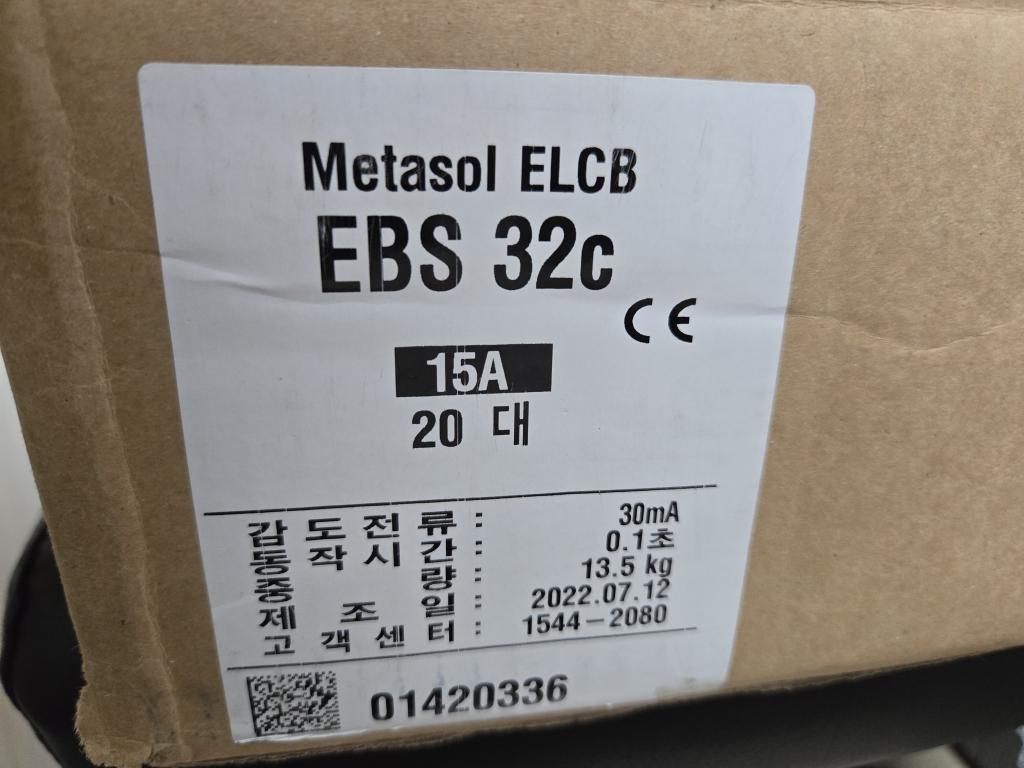 Metasol ELCB
EBS 32c
CE
15A
20 대
감도전류 : 30mA
동작시간 : 0.1초
중 량 : 13.5 kg
제 조 일 : 2022.07.12
고객센터 : 1544-2080
01420336